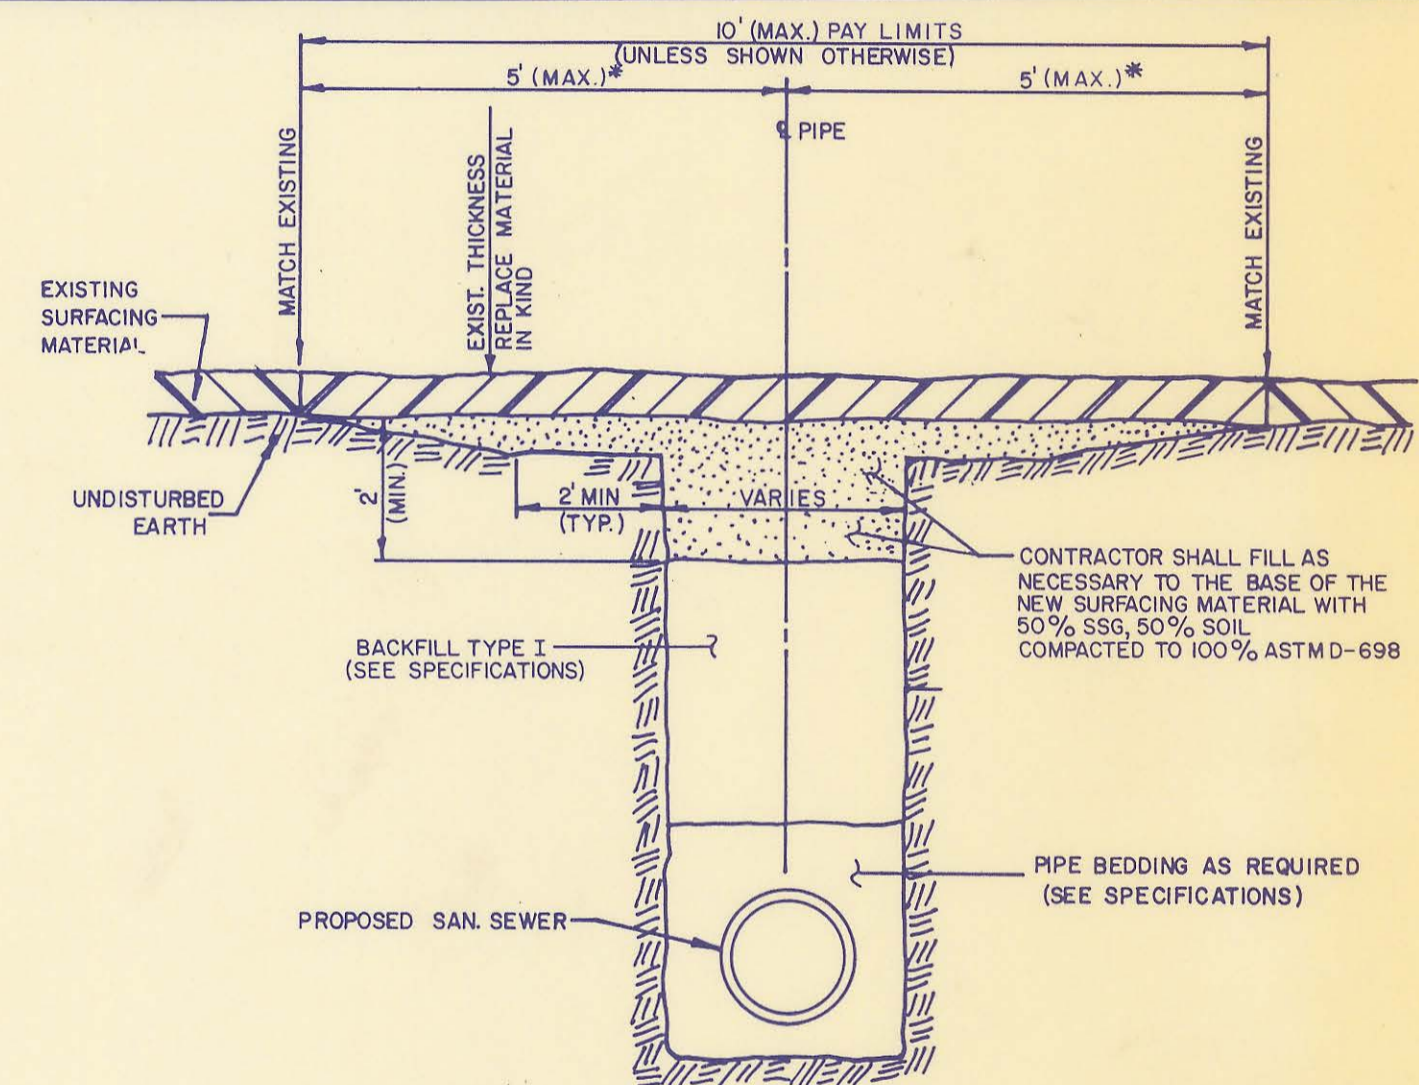 10' (MAX.) PAY LIMITS
(UNLESS SHOWN OTHERWISE)
5' (MAX.)*
5' (MAX.)*
℄ PIPE
MATCH EXISTING
EXIST. THICKNESS
REPLACE MATERIAL
IN KIND
MATCH EXISTING
EXISTING
SURFACING
MATERIAL
UNDISTURBED
EARTH
2'
(MIN.)
2' MIN
(TYP.)
VARIES
CONTRACTOR SHALL FILL AS
NECESSARY TO THE BASE OF THE
NEW SURFACING MATERIAL WITH
50% SSG, 50% SOIL
COMPACTED TO 100% ASTM D-698
BACKFILL TYPE I
(SEE SPECIFICATIONS)
PIPE BEDDING AS REQUIRED
(SEE SPECIFICATIONS)
PROPOSED SAN. SEWER